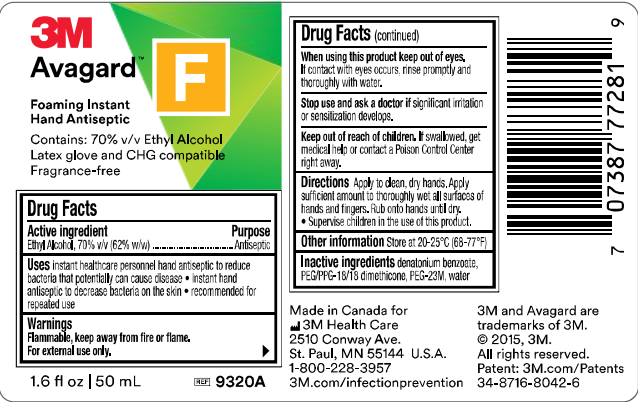 3M
Avagard™
F
Foaming Instant
Hand Antiseptic
Contains: 70% v/v Ethyl Alcohol
Latex glove and CHG compatible
Fragrance-free
Drug Facts
Active ingredient Purpose
Ethyl Alcohol, 70% v/v (62% w/w) ........................ Antiseptic
Uses instant healthcare personnel hand antiseptic to reduce
bacteria that potentially can cause disease • instant hand
antiseptic to decrease bacteria on the skin • recommended for
repeated use
Warnings
Flammable, keep away from fire or flame.
For external use only.
1.6 fl oz | 50 mL
REF 9320A
Drug Facts (continued)
When using this product keep out of eyes.
If contact with eyes occurs, rinse promptly and
thoroughly with water.
Stop use and ask a doctor if significant irritation
or sensitization develops.
Keep out of reach of children. If swallowed, get
medical help or contact a Poison Control Center
right away.
Directions Apply to clean, dry hands. Apply
sufficient amount to thoroughly wet all surfaces of
hands and fingers. Rub onto hands until dry.
• Supervise children in the use of this product.
Other information Store at 20-25°C (68-77°F)
Inactive ingredients denatonium benzoate,
PEG/PPG-18/18 dimethicone, PEG-23M, water
Made in Canada for
3M Health Care
2510 Conway Ave.
St. Paul, MN 55144 U.S.A.
1-800-228-3957
3M.com/infectionprevention
7 07387 77281 9
3M and Avagard are
trademarks of 3M.
© 2015, 3M.
All rights reserved.
Patent: 3M.com/Patents
34-8716-8042-6